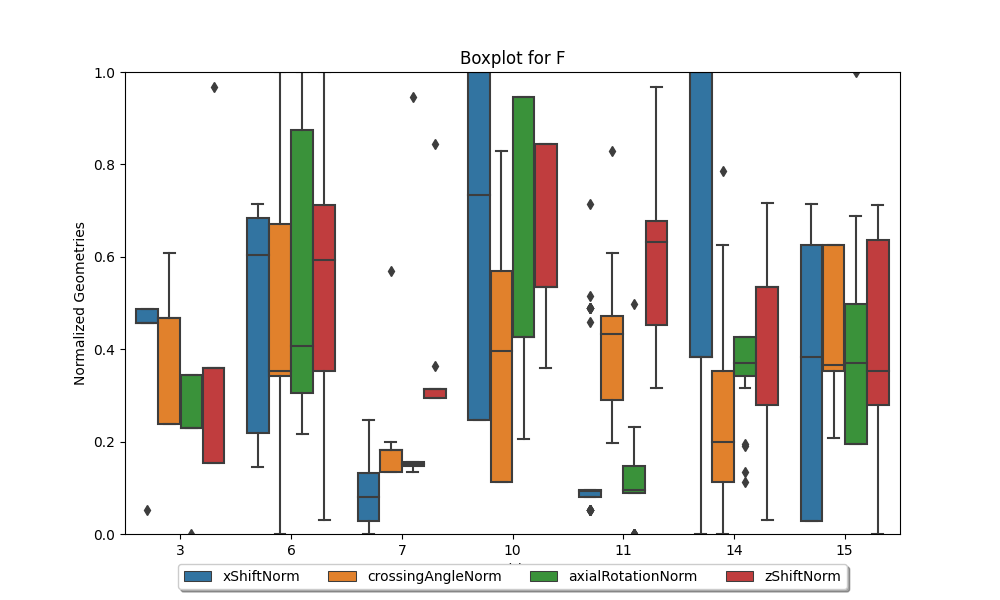 Boxplot for F
Normalized Geometries
1.0
0.8
0.6
0.4
0.2
0.0
3 6 7 10 11 14 15
xShiftNorm crossingAngleNorm axialRotationNorm zShiftNorm